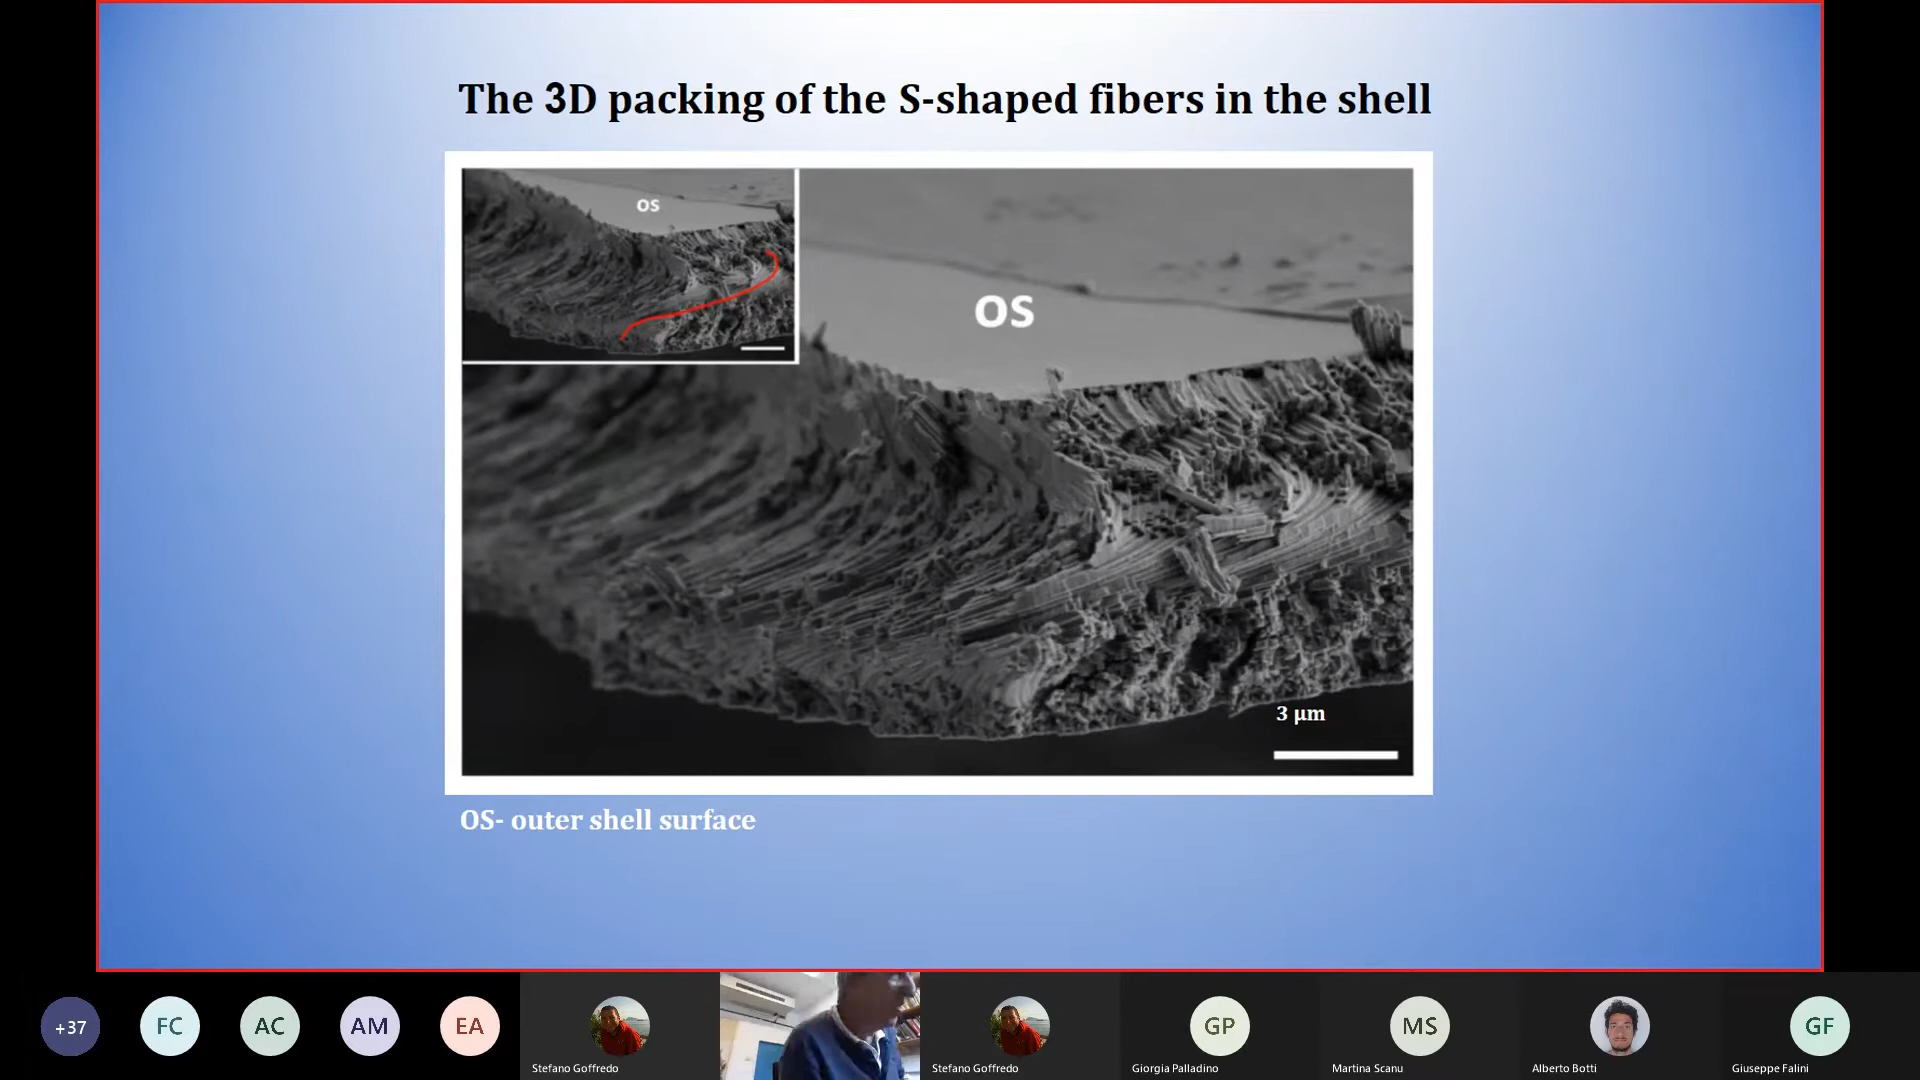 The 3D packing of the S-shaped fibers in the shell
OS
OS
3 μm
OS- outer shell surface
+37
FC
AC
AM
EA
GP
MS
GF
Stefano Goffredo
Stefano Goffredo
Giorgia Palladino
Martina Scanu
Alberto Botti
Giuseppe Falini